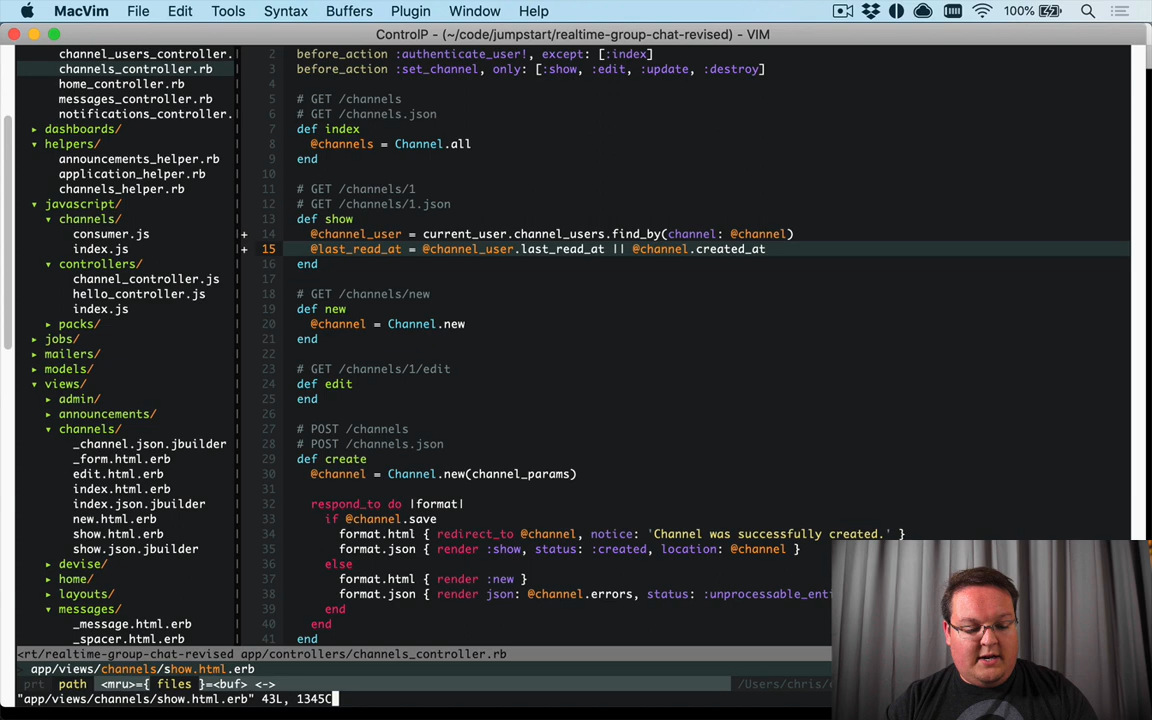 MacVim File Edit Tools Syntax Buffers Plugin Window Help 100%
ControlP - (~/code/jumpstart/realtime-group-chat-revised) - VIM
channel_users_controller.
channels_controller.rb
home_controller.rb
messages_controller.rb
notifications_controller.
▸ dashboards/
▾ helpers/
announcements_helper.rb
application_helper.rb
channels_helper.rb
▾ javascript/
▾ channels/
consumer.js
index.js
▾ controllers/
channel_controller.js
hello_controller.js
index.js
▸ packs/
▸ jobs/
▸ mailers/
▸ models/
▾ views/
▸ admin/
▸ announcements/
▾ channels/
_channel.json.jbuilder
_form.html.erb
edit.html.erb
index.html.erb
index.json.jbuilder
new.html.erb
show.html.erb
show.json.jbuilder
▸ devise/
▸ home/
▸ layouts/
▾ messages/
_message.html.erb
_spacer.html.erb
2 before_action :authenticate_user!, except: [:index]
3 before_action :set_channel, only: [:show, :edit, :update, :destroy]
4
5 # GET /channels
6 # GET /channels.json
7 def index
8 @channels = Channel.all
9 end
10
11 # GET /channels/1
12 # GET /channels/1.json
13 def show
+ 14 @channel_user = current_user.channel_users.find_by(channel: @channel)
+ 15 @last_read_at = @channel_user.last_read_at || @channel.created_at
16 end
17
18 # GET /channels/new
19 def new
20 @channel = Channel.new
21 end
22
23 # GET /channels/1/edit
24 def edit
25 end
26
27 # POST /channels
28 # POST /channels.json
29 def create
30 @channel = Channel.new(channel_params)
31
32 respond_to do |format|
33 if @channel.save
34 format.html { redirect_to @channel, notice: 'Channel was successfully created.' }
35 format.json { render :show, status: :created, location: @channel }
36 else
37 format.html { render :new }
38 format.json { render json: @channel.errors, status: :unprocessable_enti
39 end
40 end
41 end
<rt/realtime-group-chat-revised app/controllers/channels_controller.rb
> app/views/channels/show.html.erb
prt path <mru>={ files }=<buf> <-> /Users/chris/
"app/views/channels/show.html.erb" 43L, 1345C